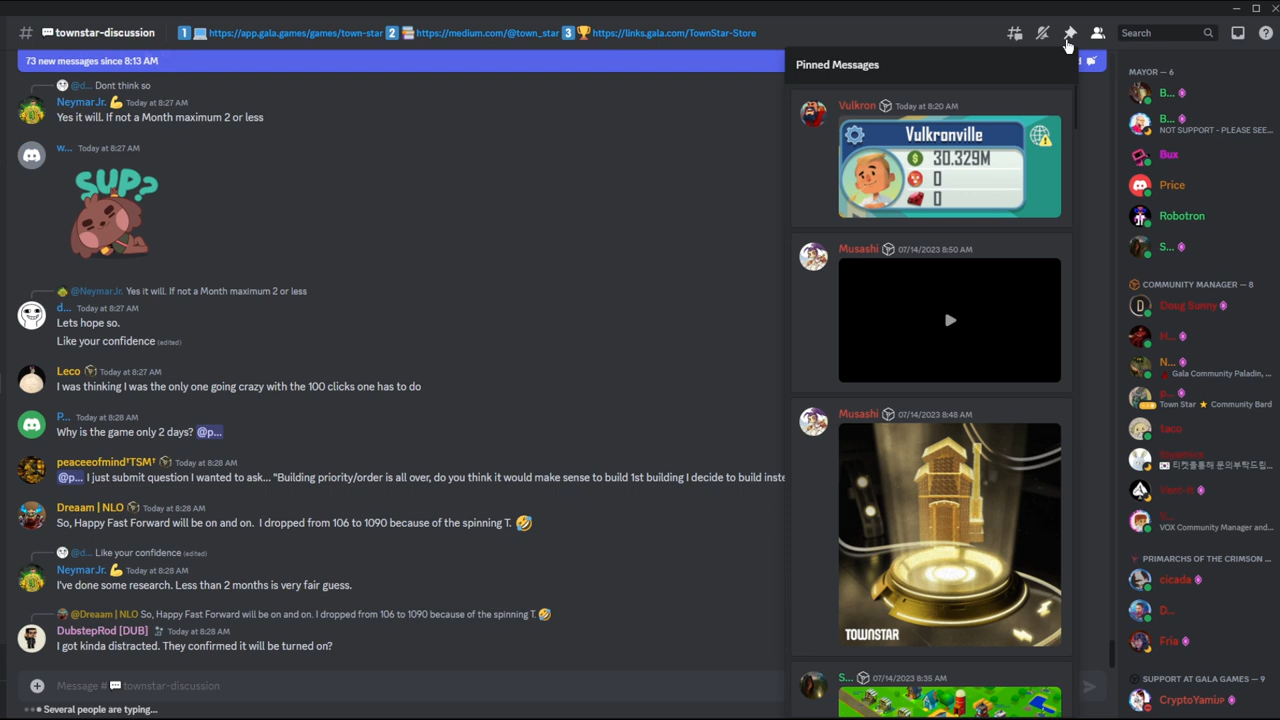 # townstar-discussion 1 https://app.gala.games/games/town-star 2 https://medium.com/@town_star 3 https://links.gala.com/TownStar-Store
Search
73 new messages since 8:13 AM
@d... Dont think so
NeymarJr. Today at 8:27 AM
Yes it will. If not a Month maximum 2 or less
w... Today at 8:27 AM
SUP?
@NeymarJr. Yes it will. If not a Month maximum 2 or less
d... Today at 8:27 AM
Lets hope so.
Like your confidence (edited)
Leco Today at 8:27 AM
I was thinking I was the only one going crazy with the 100 clicks one has to do
P... Today at 8:28 AM
Why is the game only 2 days? @p...
peaceofmind†TSM† Today at 8:28 AM
@p... I just submit question I wanted to ask... "Building priority/order is all over, do you think it would make sense to build 1st building I decide to build inste
Dreaam | NLO Today at 8:28 AM
So, Happy Fast Forward will be on and on. I dropped from 106 to 1090 because of the spinning T.
@d... Like your confidence (edited)
NeymarJr. Today at 8:28 AM
I've done some research. Less than 2 months is very fair guess.
@Dreaam | NLO So, Happy Fast Forward will be on and on. I dropped from 106 to 1090 because of the spinning T.
DubstepRod [DUB] Today at 8:28 AM
I got kinda distracted. They confirmed it will be turned on?
Message # townstar-discussion
Several people are typing...
Pinned Messages
Vulkron Today at 8:20 AM
Vulkronville
30.329M
0
0
Musashi 07/14/2023 8:50 AM
Musashi 07/14/2023 8:48 AM
TOWNSTAR
S... 07/14/2023 8:35 AM
MAYOR — 6
B...
B...
NOT SUPPORT - PLEASE SEE...
Bux
Price
Robotron
S...
COMMUNITY MANAGER — 8
Doug Sunny
H...
N...
Gala Community Paladin, ...
p...
Town Star ★ Community Bard
taco
티켓을통해 문의부탁드립...
V...
VOX Community Manager and...
PRIMARCHS OF THE CRIMSON ...
cicada
D...
Fria
SUPPORT AT GALA GAMES — 9
CryptoYamiJP